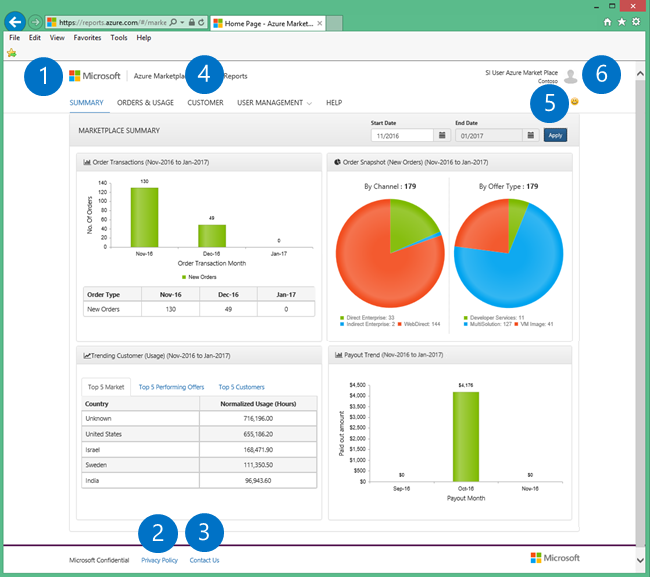 https://reports.azure.com/#/marke
Home Page - Azure Market...
File Edit View Favorites Tools Help
1
Microsoft
Azure Marketpla
4
Reports
SI User Azure Market Place
Contoso
6
SUMMARY ORDERS & USAGE CUSTOMER USER MANAGEMENT HELP
5
MARKETPLACE SUMMARY
Start Date
11/2016
End Date
01/2017
Apply
Order Transactions (Nov-2016 to Jan-2017)
140
120
100
80
60
40
20
0
No. Of Orders
130
49
0
Nov-16 Dec-16 Jan-17
Order Transaction Month
New Orders
Order Type Nov-16 Dec-16 Jan-17
New Orders 130 49 0
Order Snapshot (New Orders) (Nov-2016 to Jan-2017)
By Channel : 179
By Offer Type : 179
Direct Enterprise: 33
Indirect Enterprise: 2 WebDirect: 144
Developer Services: 11
MultiSolution: 127 VM Image: 41
Trending Customer (Usage) (Nov-2016 to Jan-2017)
Top 5 Market Top 5 Performing Offers Top 5 Customers
Country Normalized Usage (Hours)
Unknown 716,196.00
United States 655,186.20
Israel 168,471.90
Sweden 111,350.50
India 96,943.60
Payout Trend (Nov-2016 to Jan-2017)
$4,500
$4,000
$3,500
$3,000
$2,500
$2,000
$1,500
$1,000
$500
$0
Paid out amount
$0
$4,176
$0
Sep-16 Oct-16 Nov-16
Payout Month
2
3
Microsoft Confidential Privacy Policy Contact Us
Microsoft